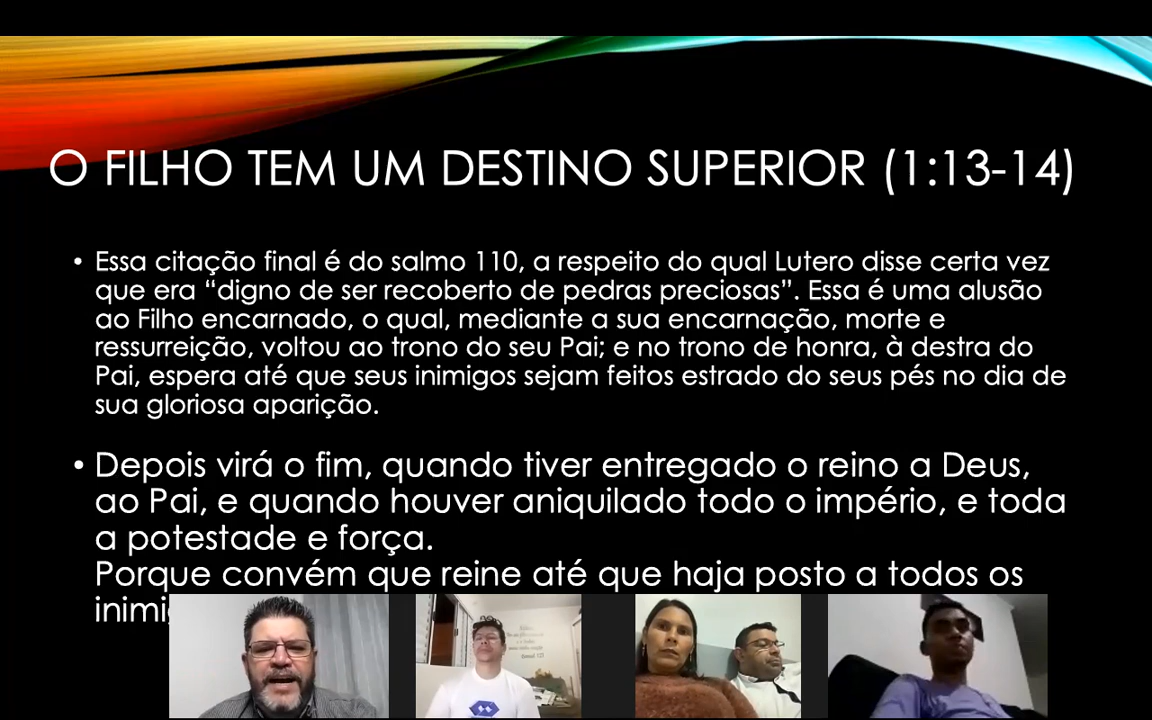 O FILHO TEM UM DESTINO SUPERIOR (1:13-14)
• Essa citação final é do salmo 110, a respeito do qual Lutero disse certa vez
que era “digno de ser recoberto de pedras preciosas”. Essa é uma alusão
ao Filho encarnado, o qual, mediante a sua encarnação, morte e
ressurreição, voltou ao trono do seu Pai; e no trono de honra, à destra do
Pai, espera até que seus inimigos sejam feitos estrado do seus pés no dia de
sua gloriosa aparição.
• Depois virá o fim, quando tiver entregado o reino a Deus,
ao Pai, e quando houver aniquilado todo o império, e toda
a potestade e força.
Porque convém que reine até que haja posto a todos os